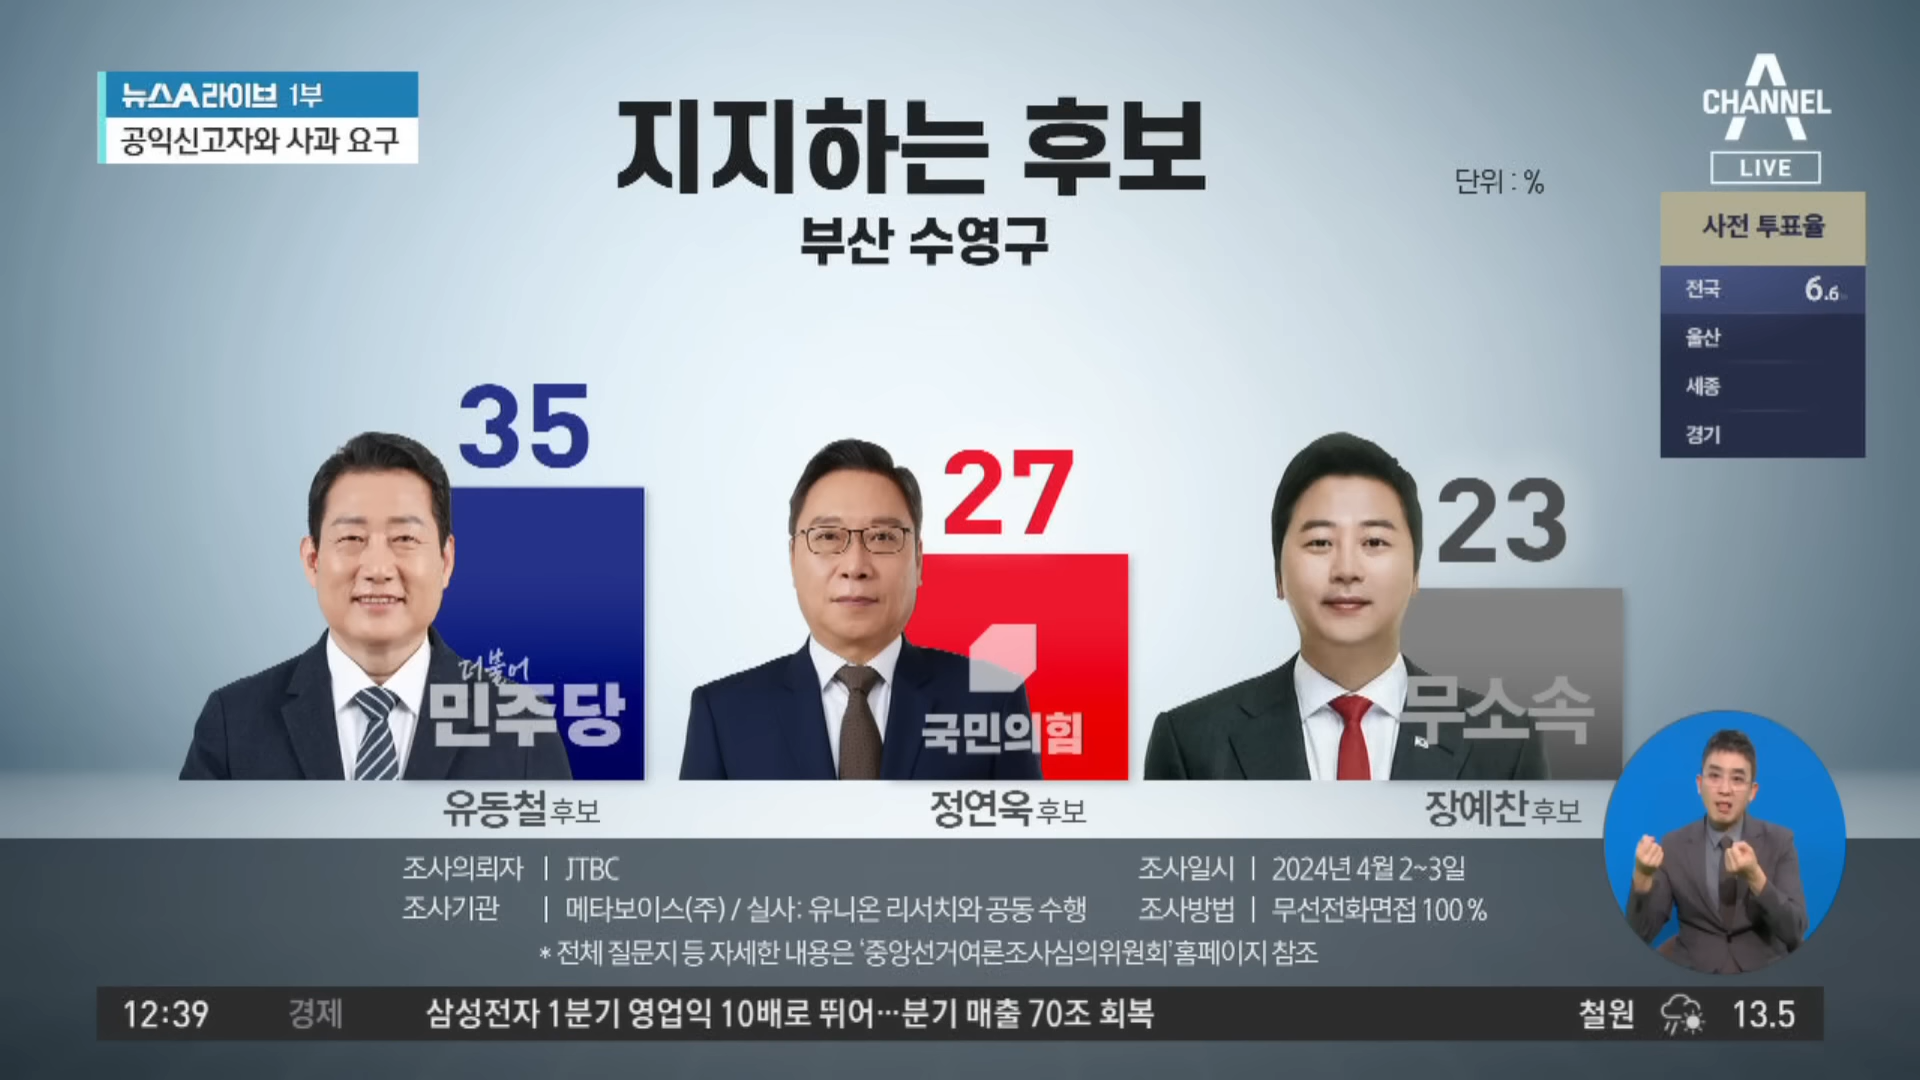 뉴스A라이브 1부
공익신고자와 사과 요구
지지하는 후보
부산 수영구
단위 : %
CHANNEL A
LIVE
사전 투표율
전국 6.6
울산
세종
경기
35
27
23
더불어
민주당
국민의힘
무소속
유동철 후보
정연욱 후보
장예찬 후보
조사의뢰자 | JTBC
조사일시 | 2024년 4월 2~3일
조사기관 | 메타보이스(주) / 실사: 유니온 리서치와 공동 수행
조사방법 | 무선전화면접 100 %
* 전체 질문지 등 자세한 내용은 '중앙선거여론조사심의위원회' 홈페이지 참조
12:39 경제 삼성전자 1분기 영업익 10배로 뛰어…분기 매출 70조 회복
철원 13.5